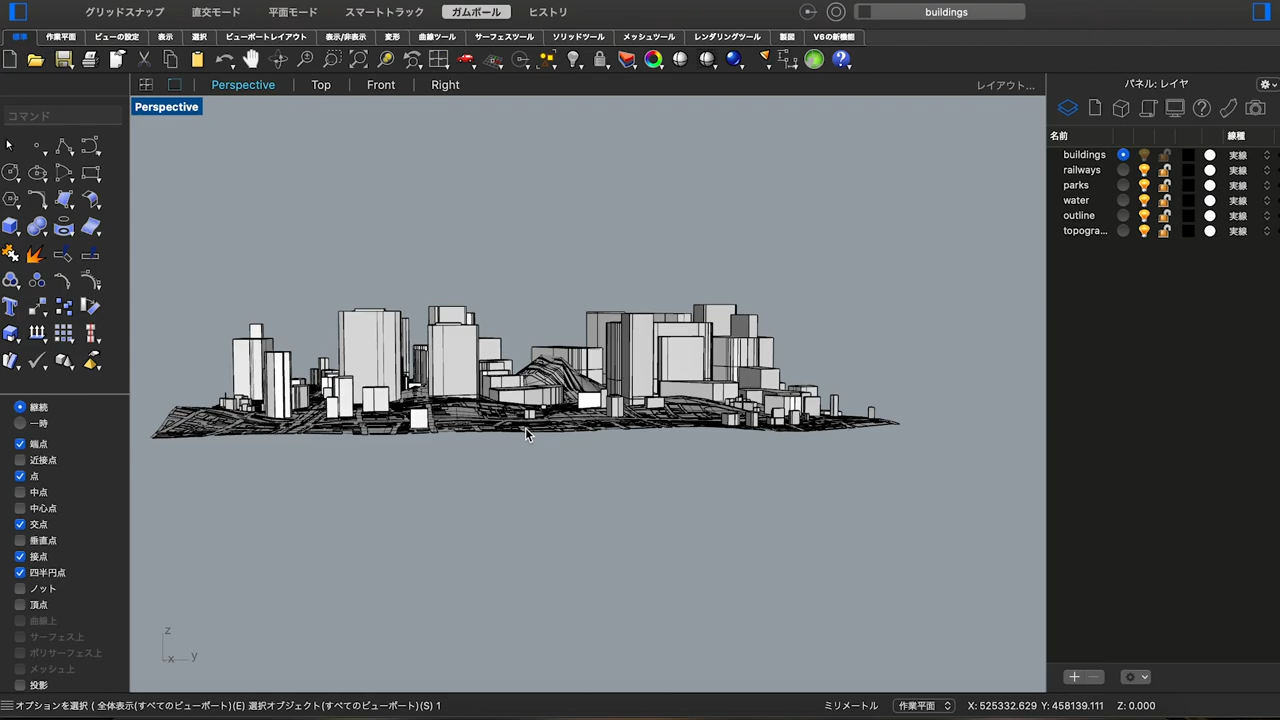 グリッドスナップ 直交モード 平面モード スマートトラック ガムボール ヒストリ buildings
標準 作業平面 ビューの設定 表示 選択 ビューポートレイアウト 表示/非表示 変形 曲線ツール サーフェスツール ソリッドツール メッシュツール レンダリングツール 製図 V6の新機能
Perspective Top Front Right レイアウト... パネル: レイヤ
Perspective
コマンド
名前 線種
buildings 実線
railways 実線
parks 実線
water 実線
outline 実線
topogra... 実線
継続
一時
端点
近接点
点
中点
中心点
交点
垂直点
接点
四半円点
ノット
頂点
曲線上
サーフェス上
ポリサーフェス上
メッシュ上
投影
z
x y
オプションを選択 ( 全体表示(すべてのビューポート)(E) 選択オブジェクト(すべてのビューポート)(S) 1 ミリメートル 作業平面 X: 525332.629 Y: 458139.111 Z: 0.000